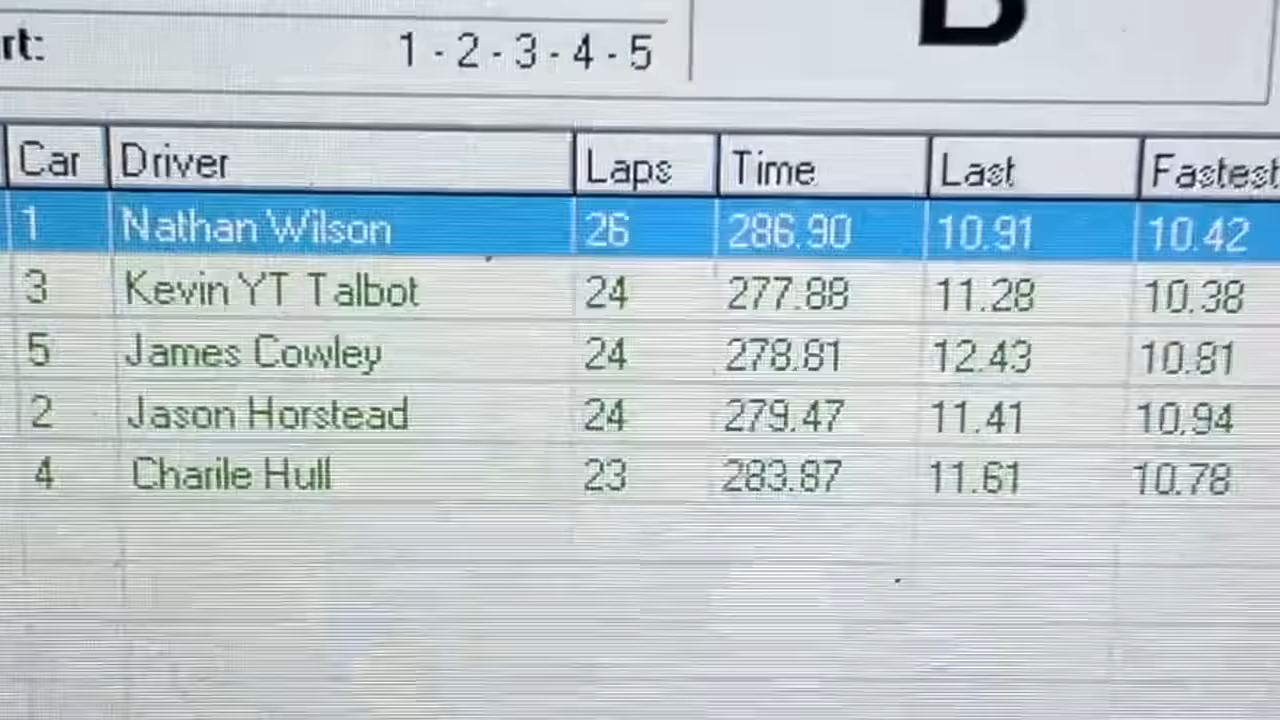 rt: 1 - 2 - 3 - 4 - 5 B
Car Driver Laps Time Last Fastest
1 Nathan Wilson 26 286.90 10.91 10.42
3 Kevin YT Talbot 24 277.88 11.28 10.38
5 James Cowley 24 278.81 12.43 10.81
2 Jason Horstead 24 279.47 11.41 10.94
4 Charile Hull 23 283.87 11.61 10.78